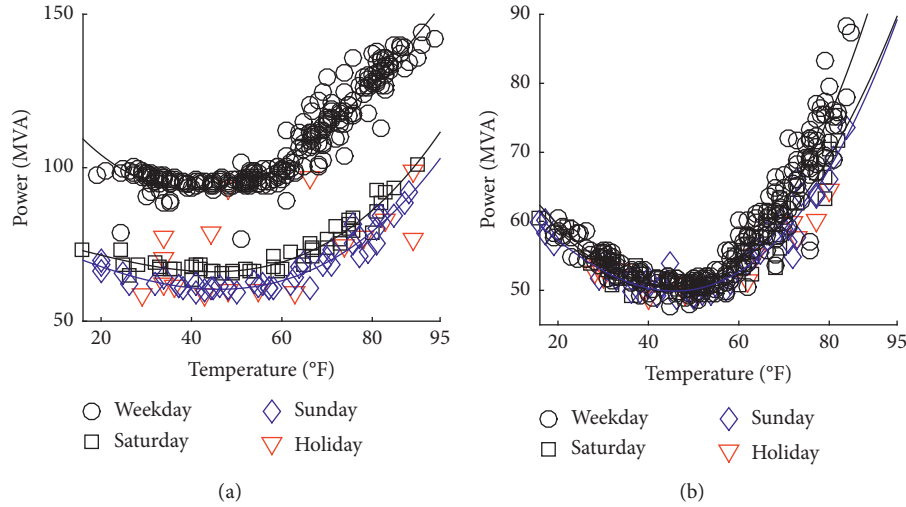 150
100
50
Power (MVA)
20
40
60
80
95
Temperature (°F)
Weekday
Saturday
Sunday
Holiday
(a)
90
80
70
60
50
Power (MVA)
20
40
60
80
95
Temperature (°F)
Weekday
Saturday
Sunday
Holiday
(b)